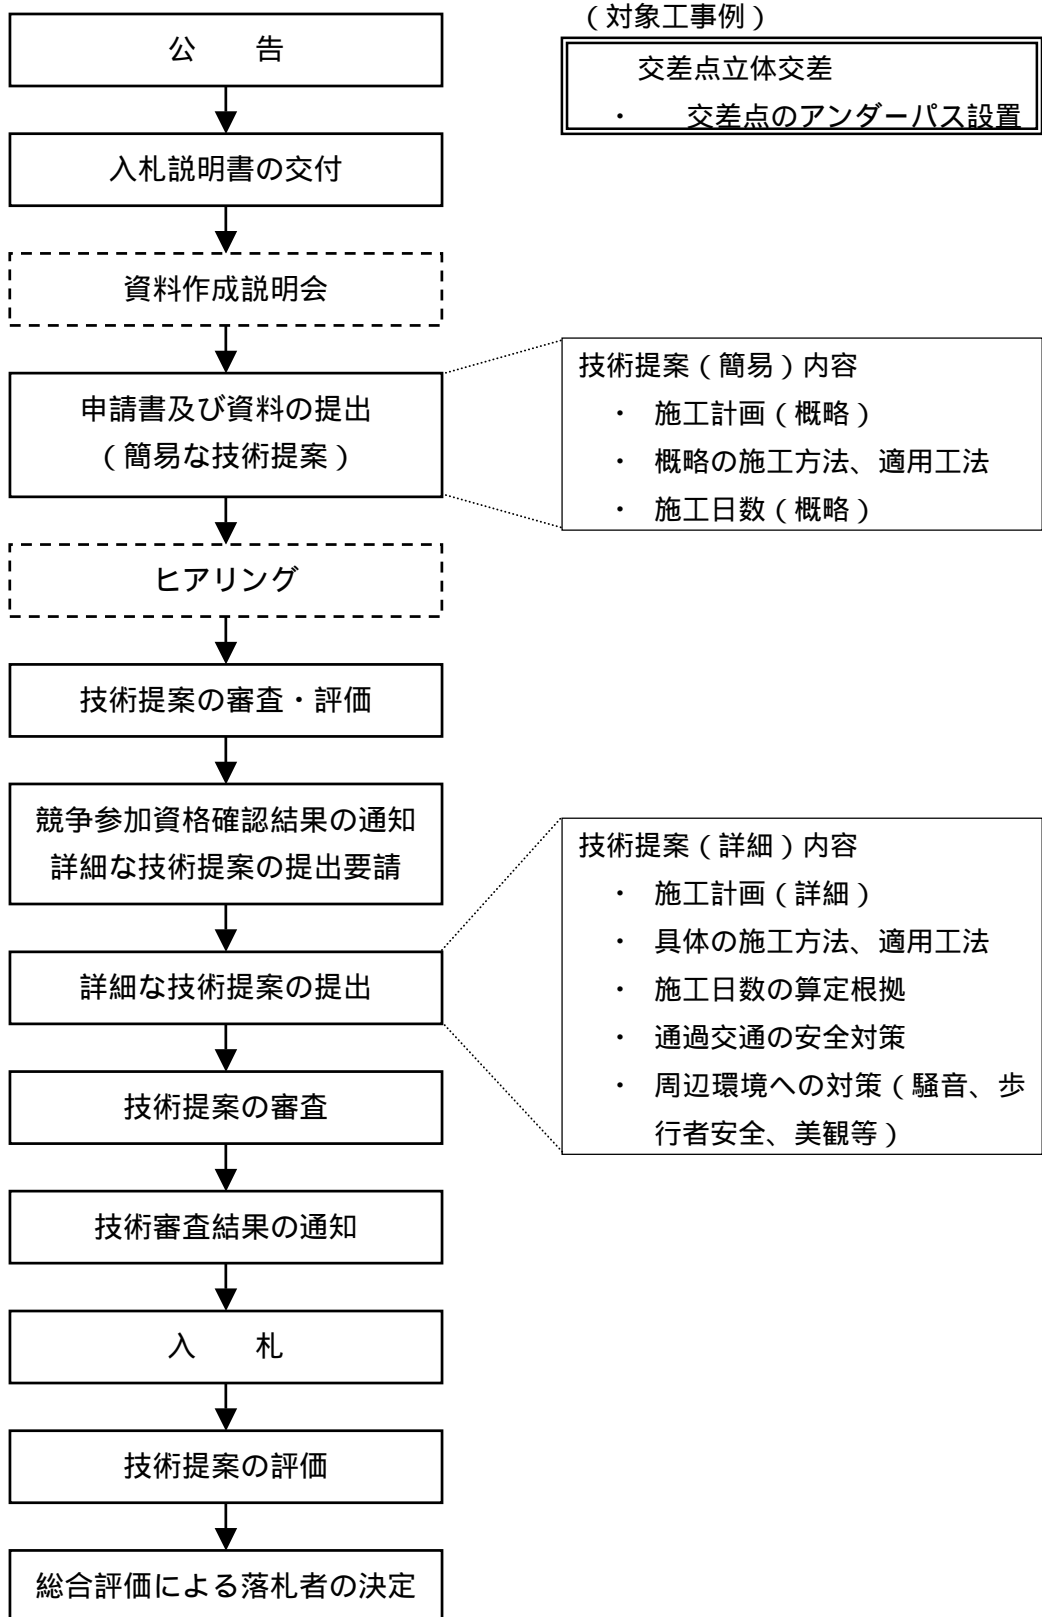 公　　告
（対象工事例）
交差点立体交差
・　交差点のアンダーパス設置
入札説明書の交付
資料作成説明会
申請書及び資料の提出
（簡易な技術提案）
技術提案（簡易）内容
・　施工計画（概略）
・　概略の施工方法、適用工法
・　施工日数（概略）
ヒアリング
技術提案の審査・評価
競争参加資格確認結果の通知
詳細な技術提案の提出要請
詳細な技術提案の提出
技術提案（詳細）内容
・　施工計画（詳細）
・　具体の施工方法、適用工法
・　施工日数の算定根拠
・　通過交通の安全対策
・　周辺環境への対策（騒音、歩
行者安全、美観等）
技術提案の審査
技術審査結果の通知
入　　札
技術提案の評価
総合評価による落札者の決定